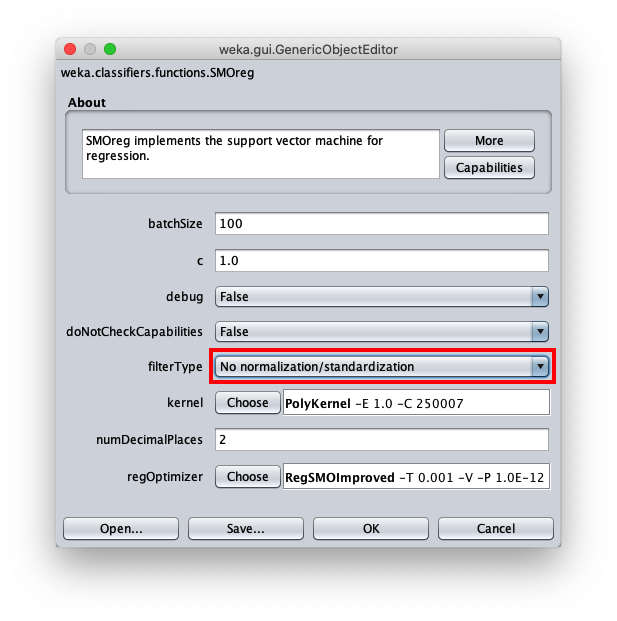 weka.gui.GenericObjectEditor
weka.classifiers.functions.SMOreg
About
SMOreg implements the support vector machine for
regression.
More
Capabilities
batchSize 100
c 1.0
debug False
doNotCheckCapabilities False
filterType No normalization/standardization
kernel Choose PolyKernel -E 1.0 -C 250007
numDecimalPlaces 2
regOptimizer Choose RegSMOImproved -T 0.001 -V -P 1.0E-12
Open... Save... OK Cancel